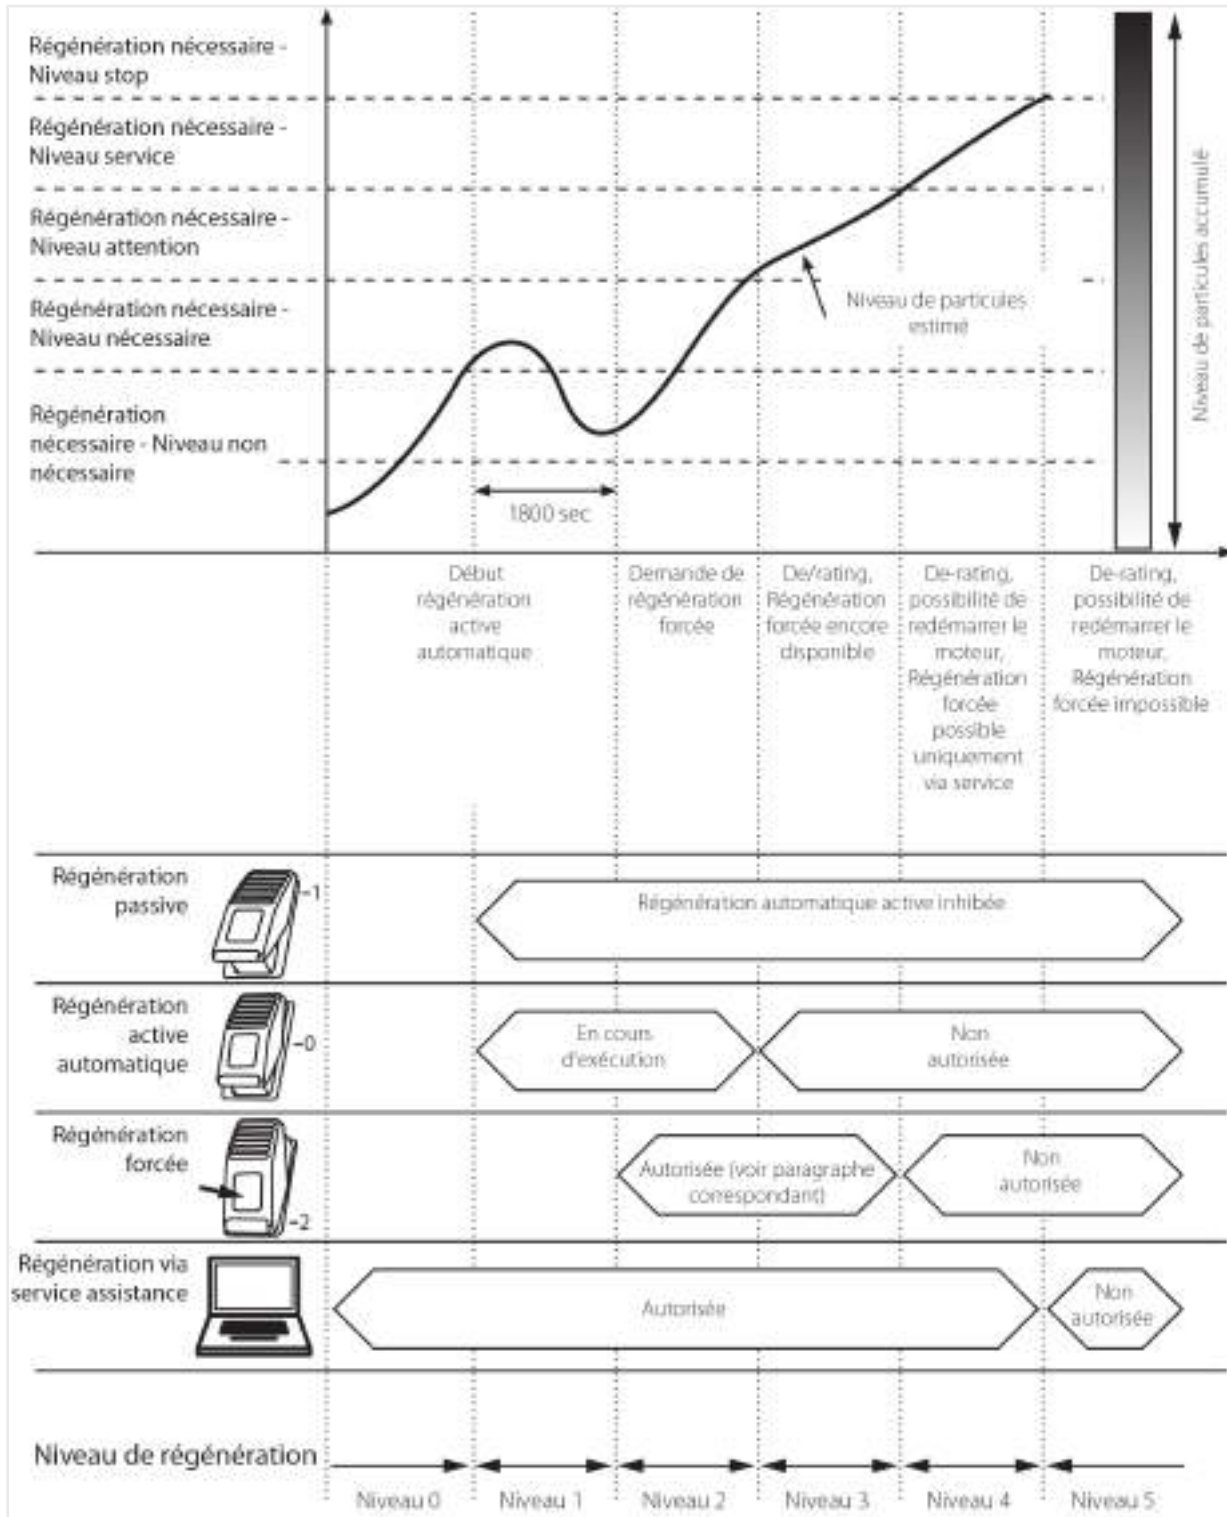 Régénération nécessaire -
Niveau stop
Régénération nécessaire -
Niveau service
Régénération nécessaire -
Niveau attention
Régénération nécessaire -
Niveau nécessaire
Régénération
nécessaire - Niveau non
nécessaire
Niveau de particules
estimé
1800 sec
Niveau de particules accumulé
Début
régénération
active
automatique
Demande de
régénération
forcée
De/rating,
Régénération
forcée encore
disponible
De-rating,
possibilité de
redémarrer le
moteur,
Régénération
forcée
possible
uniquement
via service
De-rating,
possibilité de
redémarrer le
moteur,
Régénération
forcée impossible
Régénération
passive
–1
Régénération automatique active inhibée
Régénération
active
automatique
–0
En cours
d'exécution
Non
autorisée
Régénération
forcée
–2
Autorisée (voir paragraphe
correspondant)
Non
autorisée
Régénération via
service assistance
Autorisée
Non
autorisée
Niveau de régénération
Niveau 0
Niveau 1
Niveau 2
Niveau 3
Niveau 4
Niveau 5